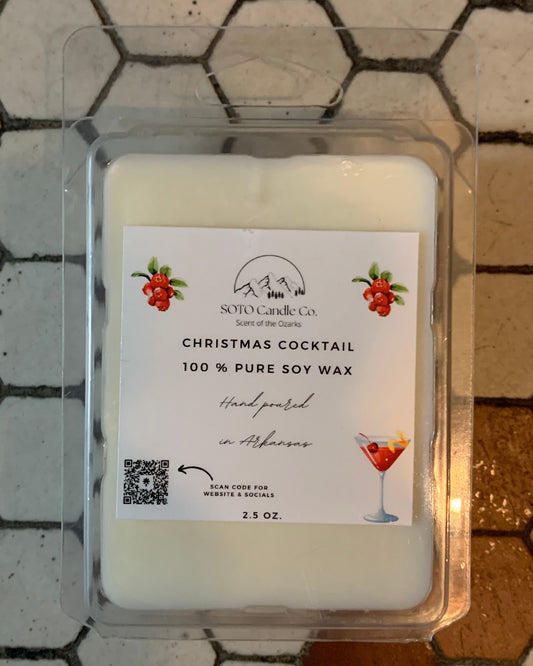 SOTO Candle Co.
Scent of the Ozarks
CHRISTMAS COCKTAIL
100 % PURE SOY WAX
Hand poured
in Arkansas
SCAN CODE FOR
WEBSITE & SOCIALS
2.5 OZ.